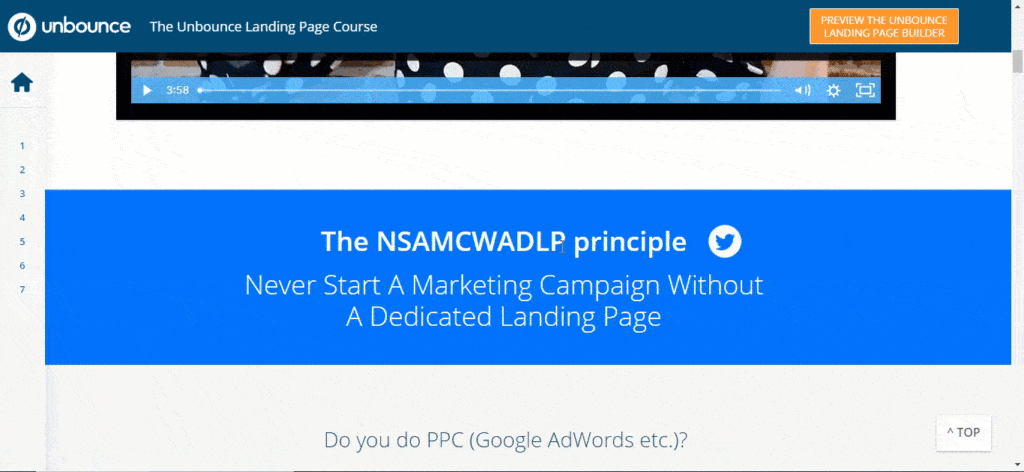 unbounce
The Unbounce Landing Page Course
PREVIEW THE UNBOUNCE
LANDING PAGE BUILDER
3:58
1
2
3
4
5
6
7
The NSAMCWADLP principle
Never Start A Marketing Campaign Without
A Dedicated Landing Page
Do you do PPC (Google AdWords etc.)?
^ TOP